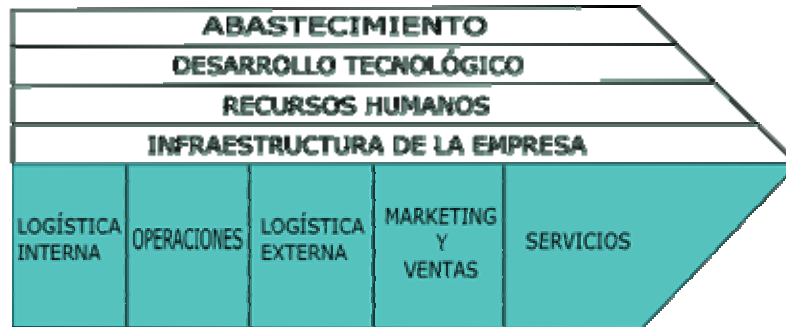 ABASTECIMIENTO
DESARROLLO TECNOLÓGICO
RECURSOS HUMANOS
INFRAESTRUCTURA DE LA EMPRESA
LOGÍSTICA
INTERNA
OPERACIONES
LOGÍSTICA
EXTERNA
MARKETING
Y
VENTAS
SERVICIOS